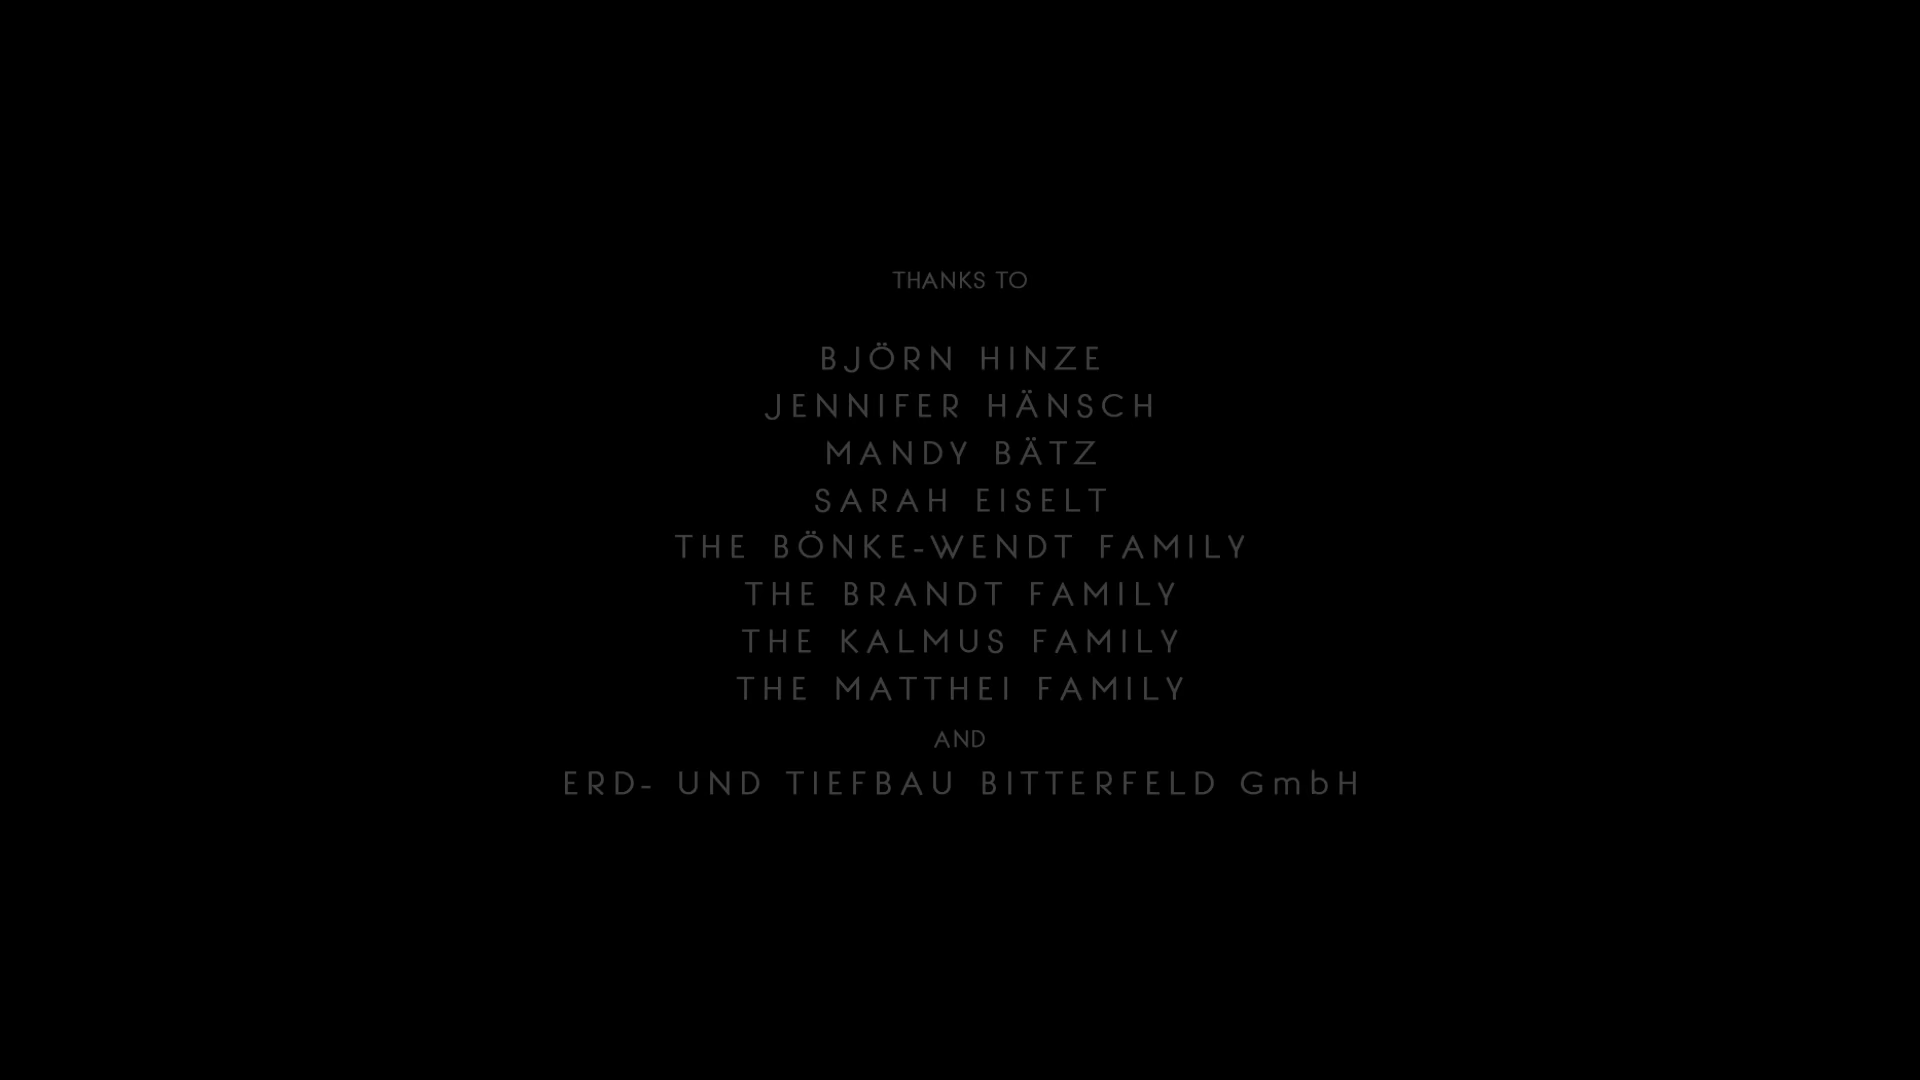 THANKS TO
BJÖRN HINZE
JENNIFER HÄNSCH
MANDY BÄTZ
SARAH EISELT
THE BÖNKE-WENDT FAMILY
THE BRANDT FAMILY
THE KALMUS FAMILY
THE MATTHEI FAMILY
AND
ERD- UND TIEFBAU BITTERFELD GmbH